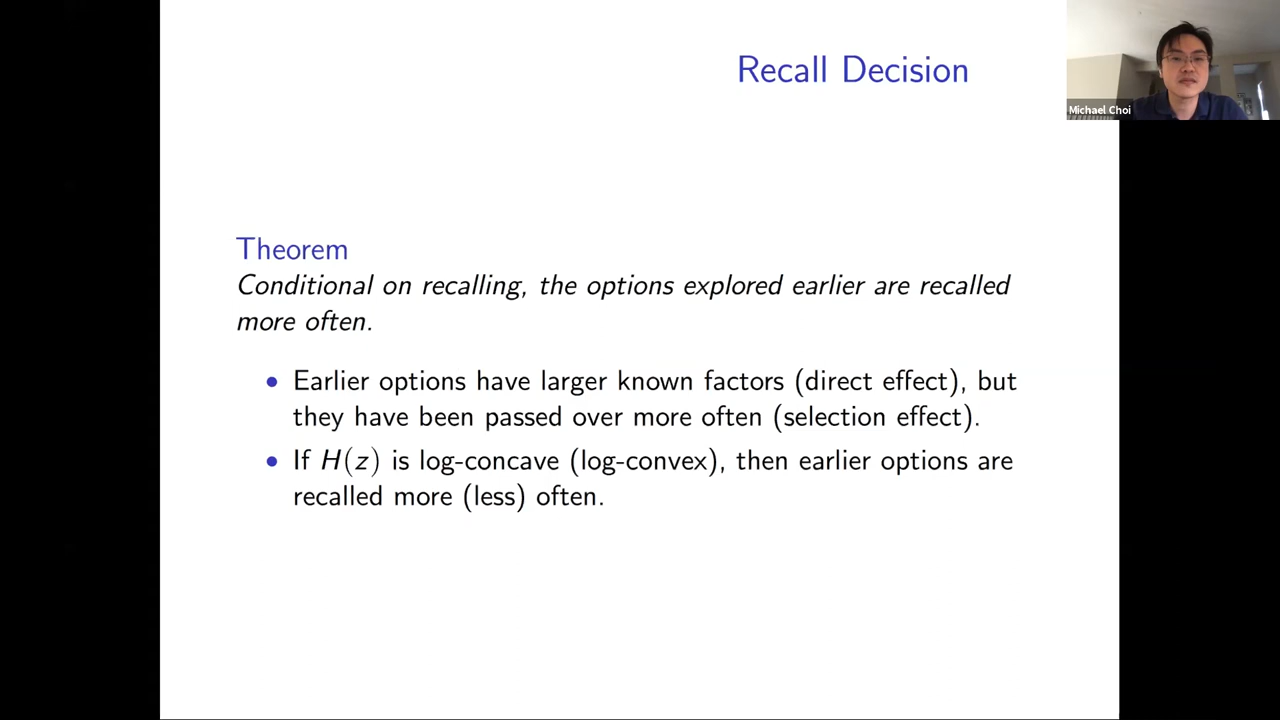 Recall Decision
Michael Choi
Theorem
Conditional on recalling, the options explored earlier are recalled
more often.
• Earlier options have larger known factors (direct effect), but
they have been passed over more often (selection effect).
• If H(z) is log-concave (log-convex), then earlier options are
recalled more (less) often.